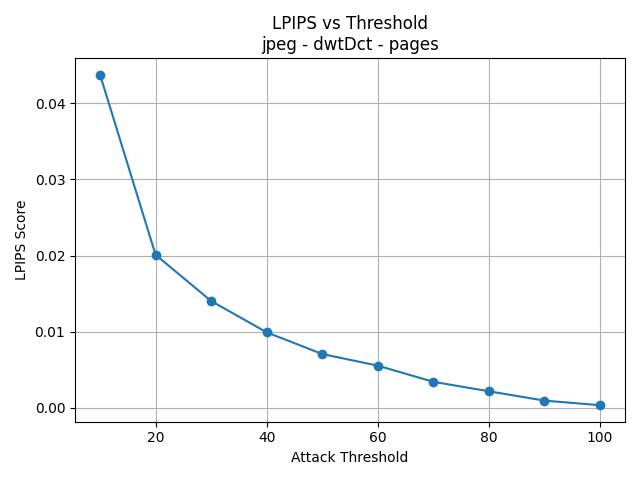 LPIPS vs Threshold
jpeg - dwtDct - pages
LPIPS Score
0.04
0.03
0.02
0.01
0.00
20 40 60 80 100
Attack Threshold